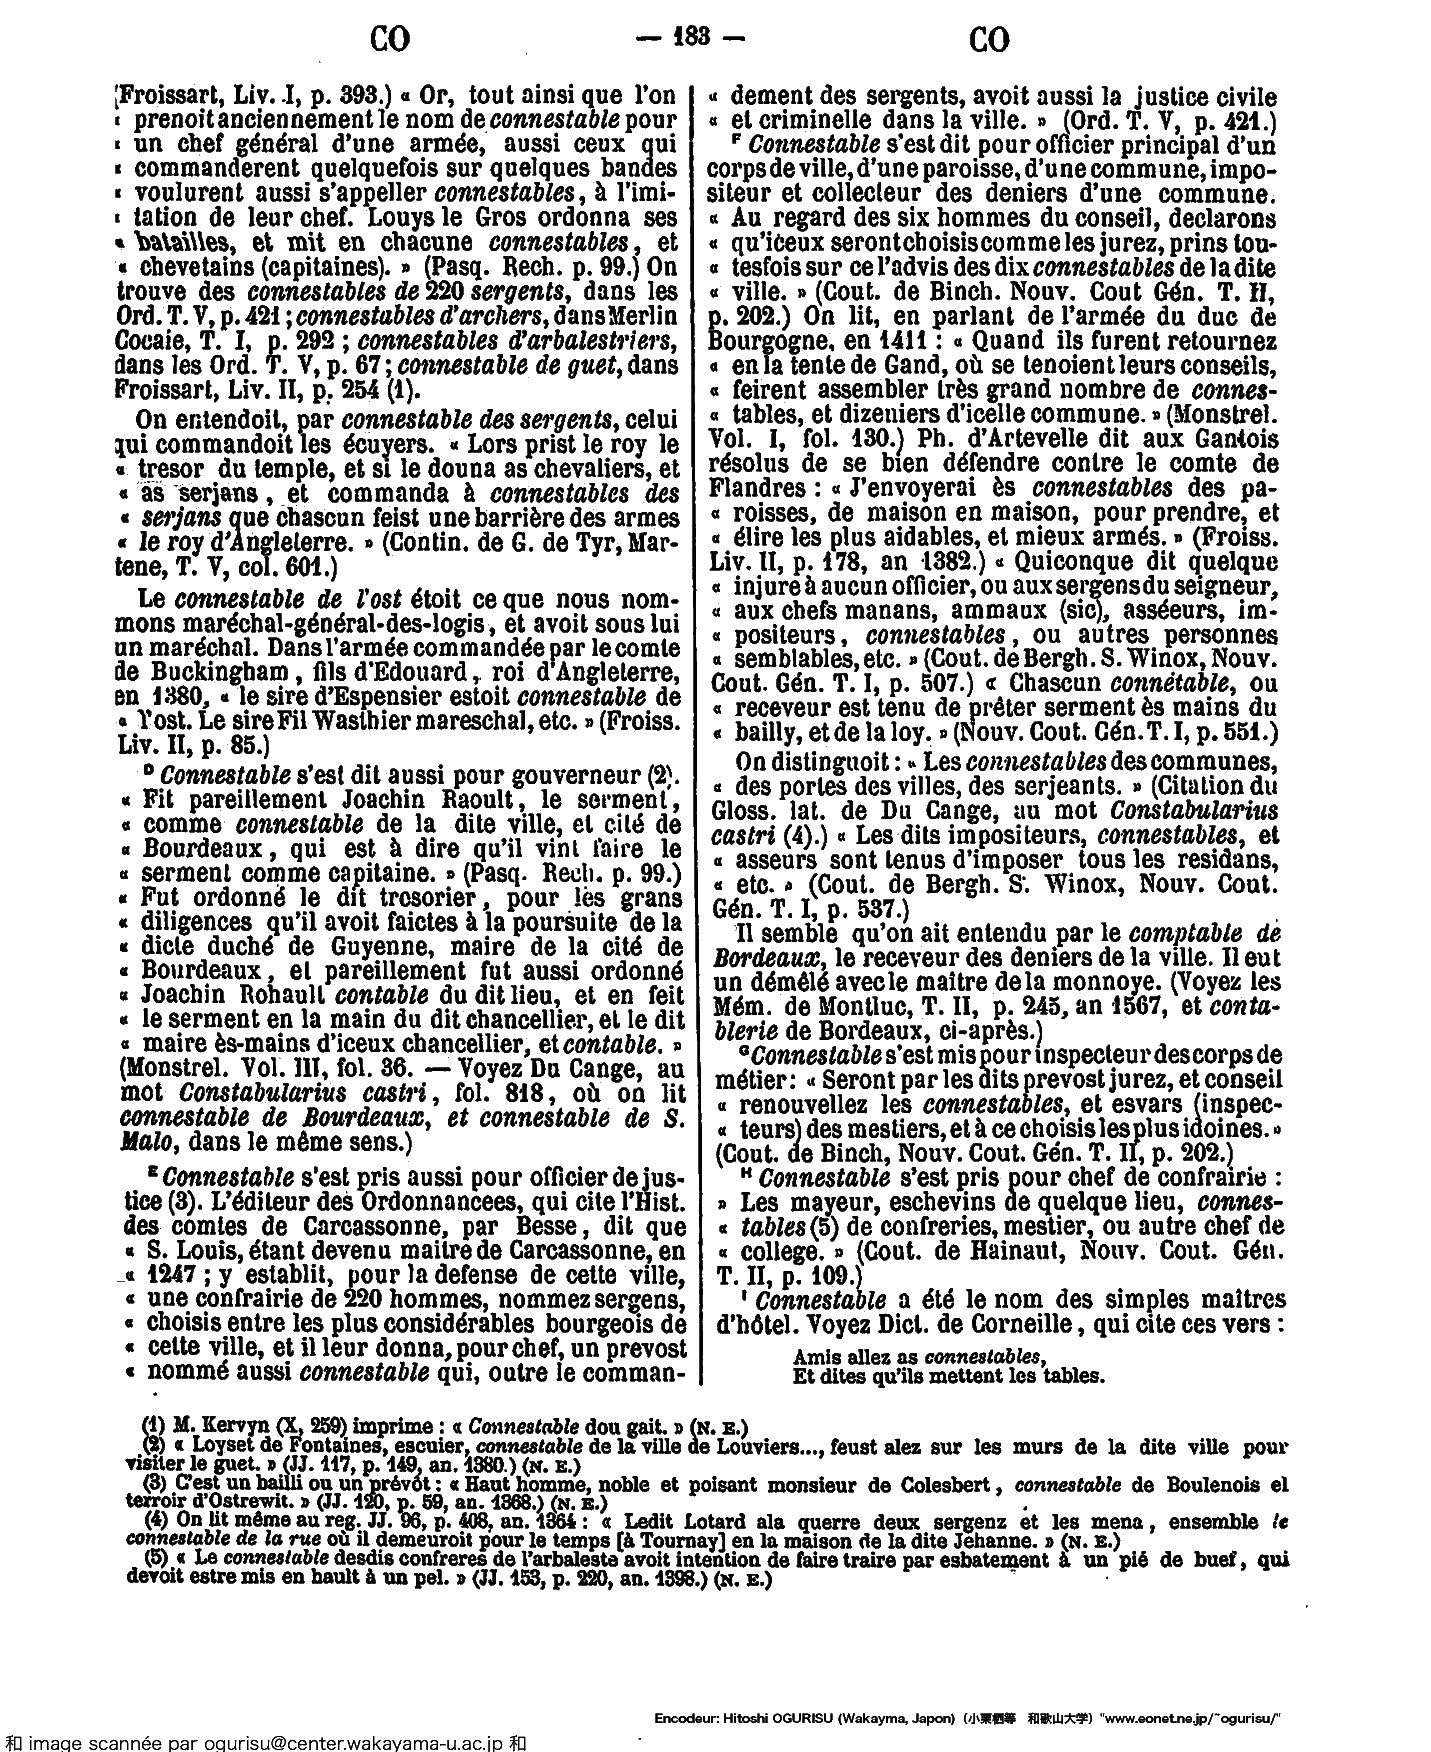 CO — 183 — CO
(Froissart, Liv. I, p. 393.) « Or, tout ainsi que l'on
« prenoit anciennement le nom de connestable pour
« un chef général d'une armée, aussi ceux qui
« commanderent quelquefois sur quelques bandes
« voulurent aussi s'appeller connestables, à l'imi-
« tation de leur chef. Louys le Gros ordonna ses
« batailles, et mit en chacune connestables, et
« chevetains (capitaines). » (Pasq. Rech. p. 99.) On
trouve des connestables de 220 sergents, dans les
Ord. T. V, p. 421 ; connestables d'archers, dans Merlin
Cocaie, T. I, p. 292 ; connestables d'arbalestriers,
dans les Ord. T. V, p. 67 ; connestable de guet, dans
Froissart, Liv. II, p. 254 (1).
On entendoit, par connestable des sergents, celui
qui commandoit les écuyers. « Lors prist le roy le
« tresor du temple, et si le douna as chevaliers, et
« as serjans, et commanda à connestables des
« serjans que chascun feist une barrière des armes
« le roy d'Angleterre. » (Contin. de G. de Tyr, Mar-
tene, T. V, col. 601.)
Le connestable de l'ost étoit ce que nous nom-
mons maréchal-général-des-logis, et avoit sous lui
un maréchal. Dans l'armée commandée par le comte
de Buckingham, fils d'Edouard, roi d'Angleterre,
en 1380, « le sire d'Espensier estoit connestable de
« l'ost. Le sire Fil Wasthier mareschal, etc. » (Froiss.
Liv. II, p. 85.)
D Connestable s'est dit aussi pour gouverneur (2).
« Fit pareillement Joachin Raoult, le serment,
« comme connestable de la dite ville, et cité de
« Bourdeaux, qui est à dire qu'il vint faire le
« serment comme capitaine. » (Pasq. Rech. p. 99.)
« Fut ordonné le dit tresorier, pour les grans
« diligences qu'il avoit faictes à la poursuite de la
« dicte duché de Guyenne, maire de la cité de
« Bourdeaux, et pareillement fut aussi ordonné
« Joachin Rohault contable du dit lieu, et en feit
« le serment en la main du dit chancellier, et le dit
« maire ès-mains d'iceux chancellier, et contable. »
(Monstrel. Vol. III, fol. 36. — Voyez Du Cange, au
mot Constabularius castri, fol. 818, où on lit
connestable de Bourdeaux, et connestable de S.
Malo, dans le même sens.)
E Connestable s'est pris aussi pour officier de jus-
tice (3). L'éditeur des Ordonnancees, qui cite l'Hist.
des comtes de Carcassonne, par Besse, dit que
« S. Louis, étant devenu maitre de Carcassonne, en
« 1247 ; y establit, pour la defense de cette ville,
« une confrairie de 220 hommes, nommez sergens,
« choisis entre les plus considérables bourgeois de
« cette ville, et il leur donna, pour chef, un prevost
« nommé aussi connestable qui, outre le comman-
« dement des sergents, avoit aussi la justice civile
« et criminelle dans la ville. » (Ord. T. V, p. 421.)
F Connestable s'est dit pour officier principal d'un
corps de ville, d'une paroisse, d'une commune, impo-
siteur et collecteur des deniers d'une commune.
« Au regard des six hommes du conseil, declarons
« qu'iceux seront choisis comme les jurez, prins tou-
« tesfois sur ce l'advis des dix connestables de la dite
« ville. » (Cout. de Binch. Nouv. Cout Gén. T. II,
p. 202.) On lit, en parlant de l'armée du duc de
Bourgogne, en 1411 : « Quand ils furent retournez
« en la tente de Gand, où se tenoient leurs conseils,
« feirent assembler très grand nombre de connes-
« tables, et dizeniers d'icelle commune. » (Monstrel.
Vol. I, fol. 130.) Ph. d'Artevelle dit aux Gantois
résolus de se bien défendre contre le comte de
Flandres : « J'envoyerai ès connestables des pa-
« roisses, de maison en maison, pour prendre, et
« élire les plus aidables, et mieux armés. » (Froiss.
Liv. II, p. 178, an 1382.) « Quiconque dit quelque
« injure à aucun officier, ou aux sergens du seigneur,
« aux chefs manans, ammaux (sic), asséeurs, im-
« positeurs, connestables, ou autres personnes
« semblables, etc. » (Cout. de Bergh. S. Winox, Nouv.
Cout. Gén. T. I, p. 507.) « Chascun connétable, ou
« receveur est tenu de prêter serment ès mains du
« bailly, et de la loy. » (Nouv. Cout. Gén. T. I, p. 551.)
On distinguoit : « Les connestables des communes,
« des portes des villes, des serjeants. » (Citation du
Gloss. lat. de Du Cange, au mot Constabularius
castri (4).) « Les dits impositeurs, connestables, et
« asseurs sont tenus d'imposer tous les residans,
« etc. » (Cout. de Bergh. S. Winox, Nouv. Cout.
Gén. T. I, p. 537.)
Il semble qu'on ait entendu par le comptable de
Bordeaux, le receveur des deniers de la ville. Il eut
un démêlé avec le maître de la monnoye. (Voyez les
Mém. de Montluc, T. II, p. 245, an 1567, et conta-
blerie de Bordeaux, ci-après.)
G Connestable s'est mis pour inspecteur des corps de
métier : « Seront par les dits prevost jurez, et conseil
« renouvellez les connestables, et esvars (inspec-
« teurs) des mestiers, et à ce choisis les plus idoines. »
(Cout. de Binch, Nouv. Cout. Gén. T. II, p. 202.)
H Connestable s'est pris pour chef de confrairie :
» Les mayeur, eschevins de quelque lieu, connes-
« tables (5) de confreries, mestier, ou autre chef de
« college. » (Cout. de Hainaut, Nouv. Cout. Gén.
T. II, p. 109.)
I Connestable a été le nom des simples maîtres
d'hôtel. Voyez Dict. de Corneille, qui cite ces vers :
Amis allez as connestables,
Et dites qu'ils mettent les tables.
(1) M. Kervyn (X, 259) imprime : « Connestable dou gait. » (N. E.)
(2) « Loyset de Fontaines, escuier, connestable de la ville de Louviers..., feust alez sur les murs de la dite ville pour
visiter le guet. » (JJ. 117, p. 149, an. 1380.) (N. E.)
(3) C'est un bailli ou un prévôt : « Haut homme, noble et poisant monsieur de Colesbert, connestable de Boulenois el
terroir d'Ostrewit. » (JJ. 120, p. 59, an. 1368.) (N. E.)
(4) On lit même au reg. JJ. 96, p. 408, an. 1364 : « Ledit Lotard ala querre deux sergenz et les mena, ensemble le
connestable de la rue où il demeuroit pour le temps [à Tournay] en la maison de la dite Jehanne. » (N. E.)
(5) « Le connestable desdis confreres de l'arbaleste avoit intention de faire traire par esbatement à un pié de buef, qui
devoit estre mis en hault à un pel. » (JJ. 153, p. 220, an. 1398.) (N. E.)
Encodeur: Hitoshi OGURISU (Wakayma, Japon) (小栗栖等 和歌山大学) "www.eonet.ne.jp/~ogurisu/"
和 image scannée par ogurisu@center.wakayama-u.ac.jp 和